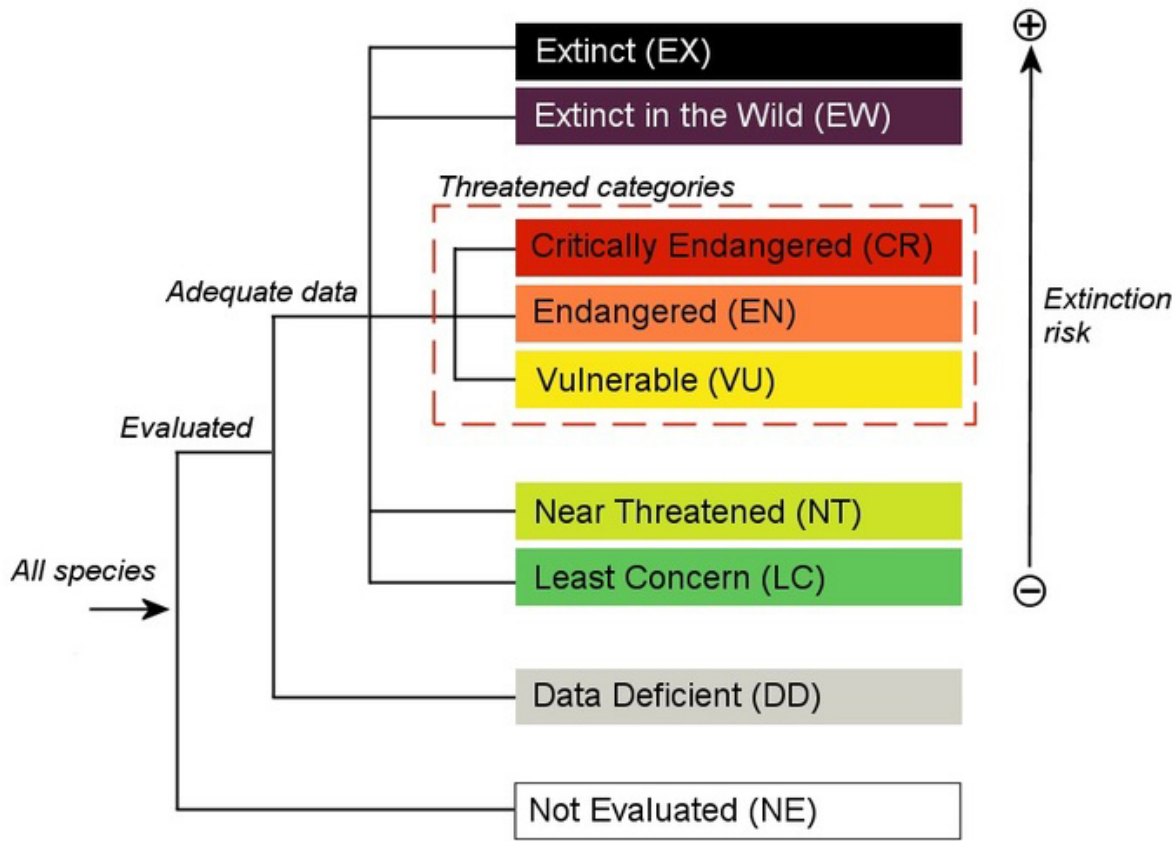 Extinct (EX)
Extinct in the Wild (EW)
Threatened categories
Critically Endangered (CR)
Adequate data
Endangered (EN)
Extinction
risk
Vulnerable (VU)
Evaluated
Near Threatened (NT)
All species
Least Concern (LC)
Data Deficient (DD)
Not Evaluated (NE)